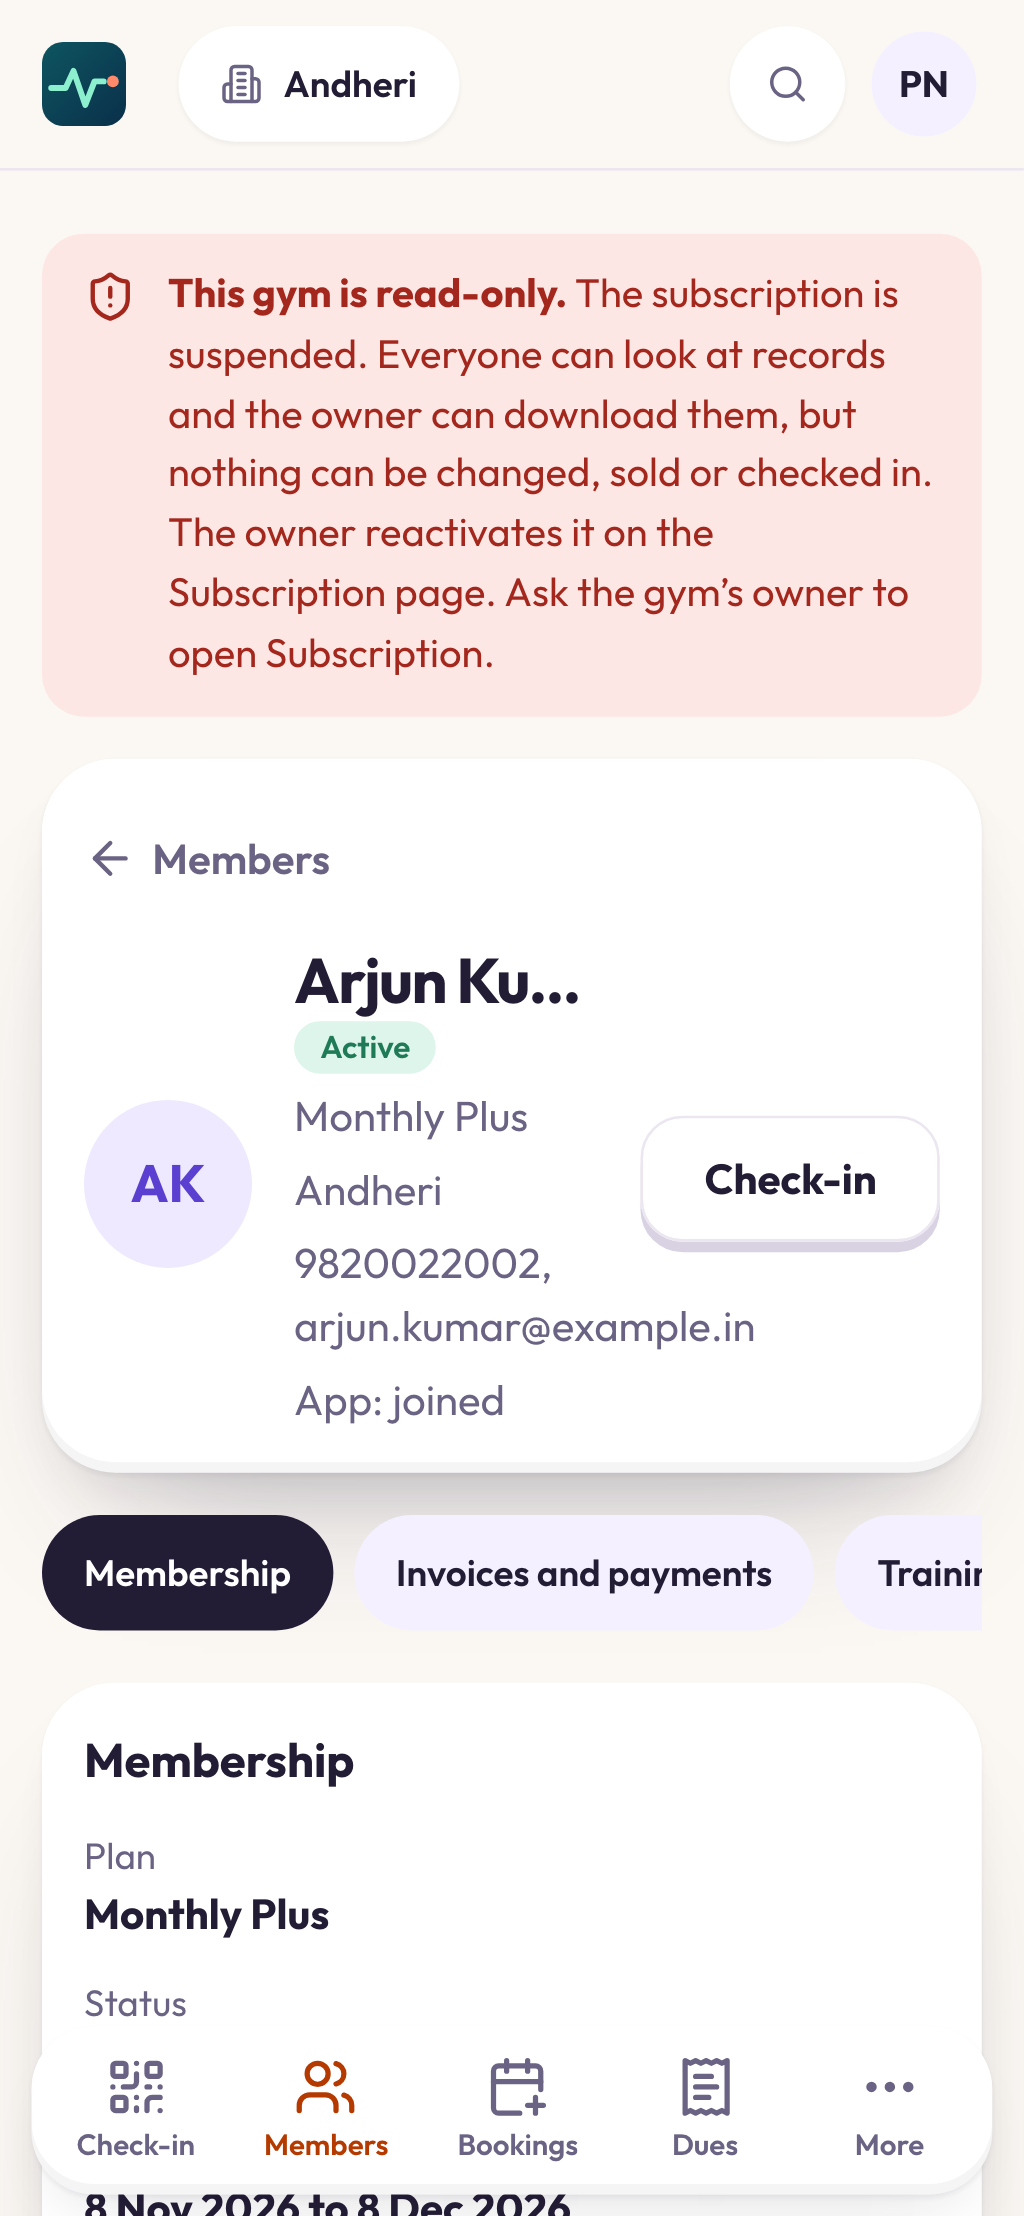 Andheri
PN
This gym is read-only. The subscription is
suspended. Everyone can look at records
and the owner can download them, but
nothing can be changed, sold or checked in.
The owner reactivates it on the
Subscription page. Ask the gym’s owner to
open Subscription.
Members
Arjun Ku...
Active
AK
Monthly Plus
Andheri
9820022002,
arjun.kumar@example.in
App: joined
Check-in
Membership
Invoices and payments
Membership
Plan
Monthly Plus
Status
Check-in
Members
Bookings
Dues
More
8 Nov 2026 to 8 Dec 2026